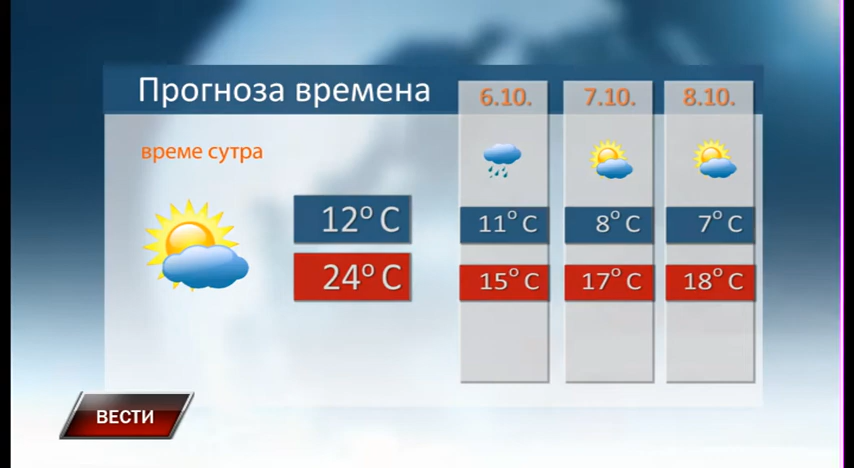 Прогноза времена
време сутра
12° C
24° C
6.10. 7.10. 8.10.
11° C 8° C 7° C
15° C 17° C 18° C
ВЕСТИ